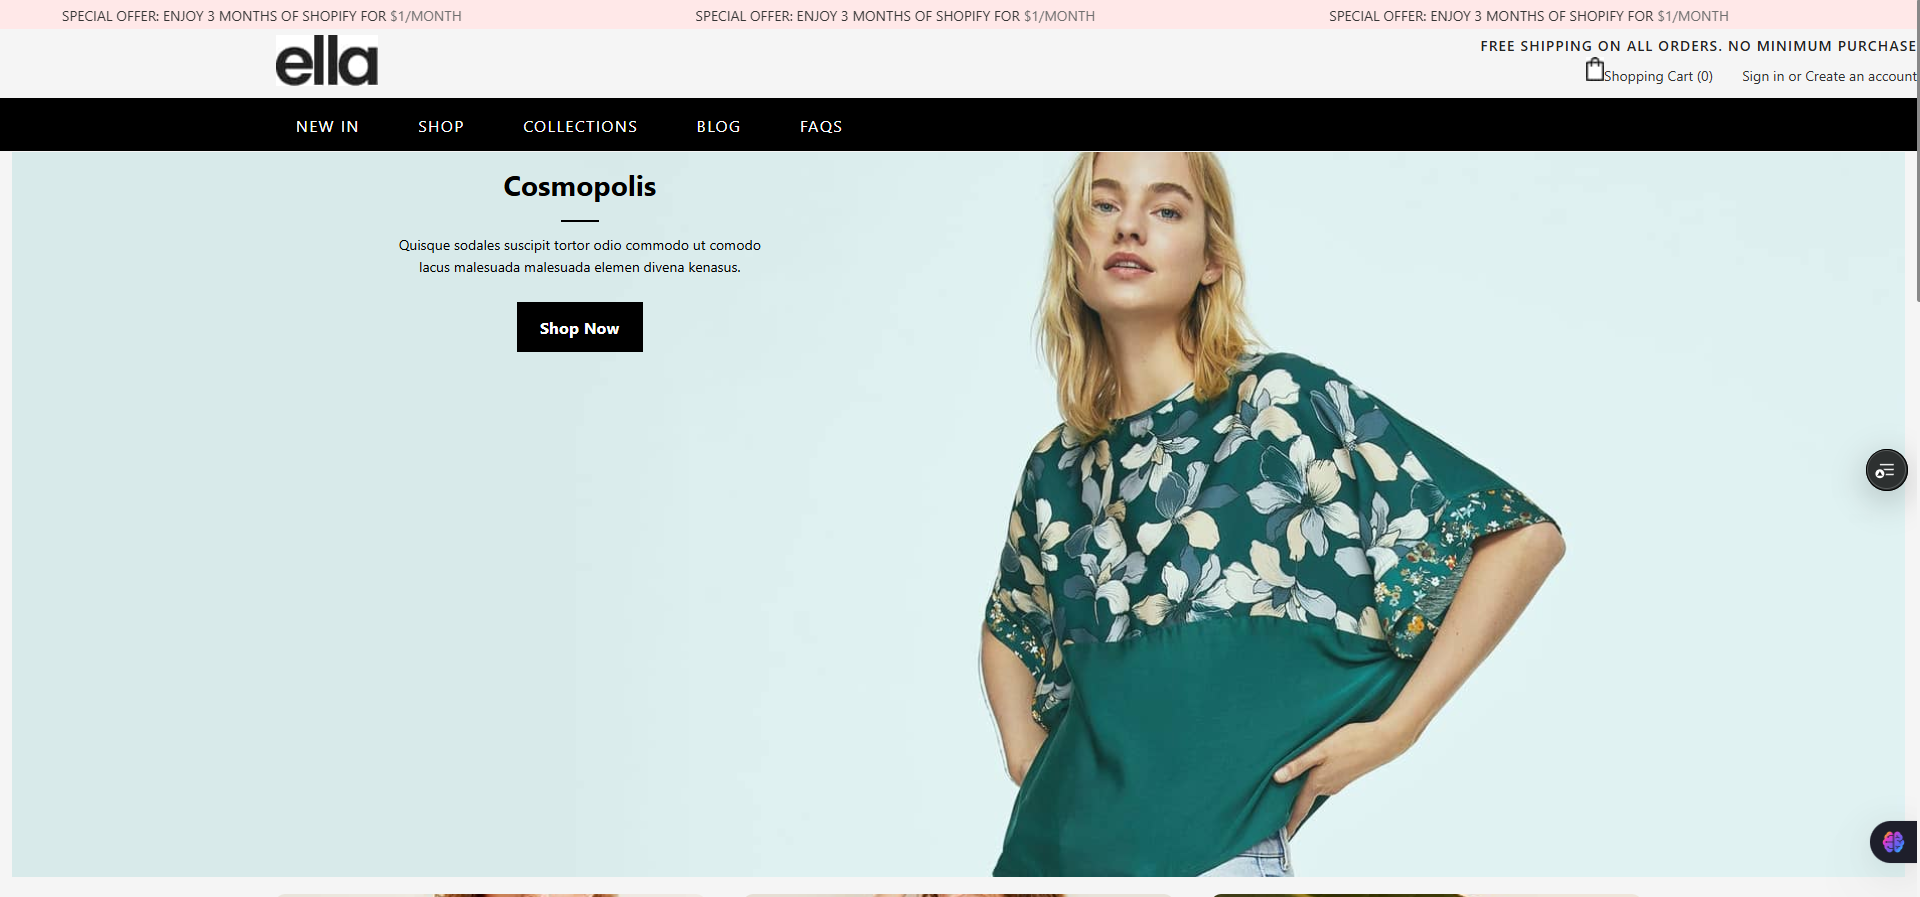 SPECIAL OFFER: ENJOY 3 MONTHS OF SHOPIFY FOR $1/MONTH
SPECIAL OFFER: ENJOY 3 MONTHS OF SHOPIFY FOR $1/MONTH
SPECIAL OFFER: ENJOY 3 MONTHS OF SHOPIFY FOR $1/MONTH
ella
FREE SHIPPING ON ALL ORDERS. NO MINIMUM PURCHASE
Shopping Cart (0)
Sign in or Create an account
NEW IN
SHOP
COLLECTIONS
BLOG
FAQS
Cosmopolis
Quisque sodales suscipit tortor odio commodo ut comodo
lacus malesuada malesuada elemen divena kenasus.
Shop Now